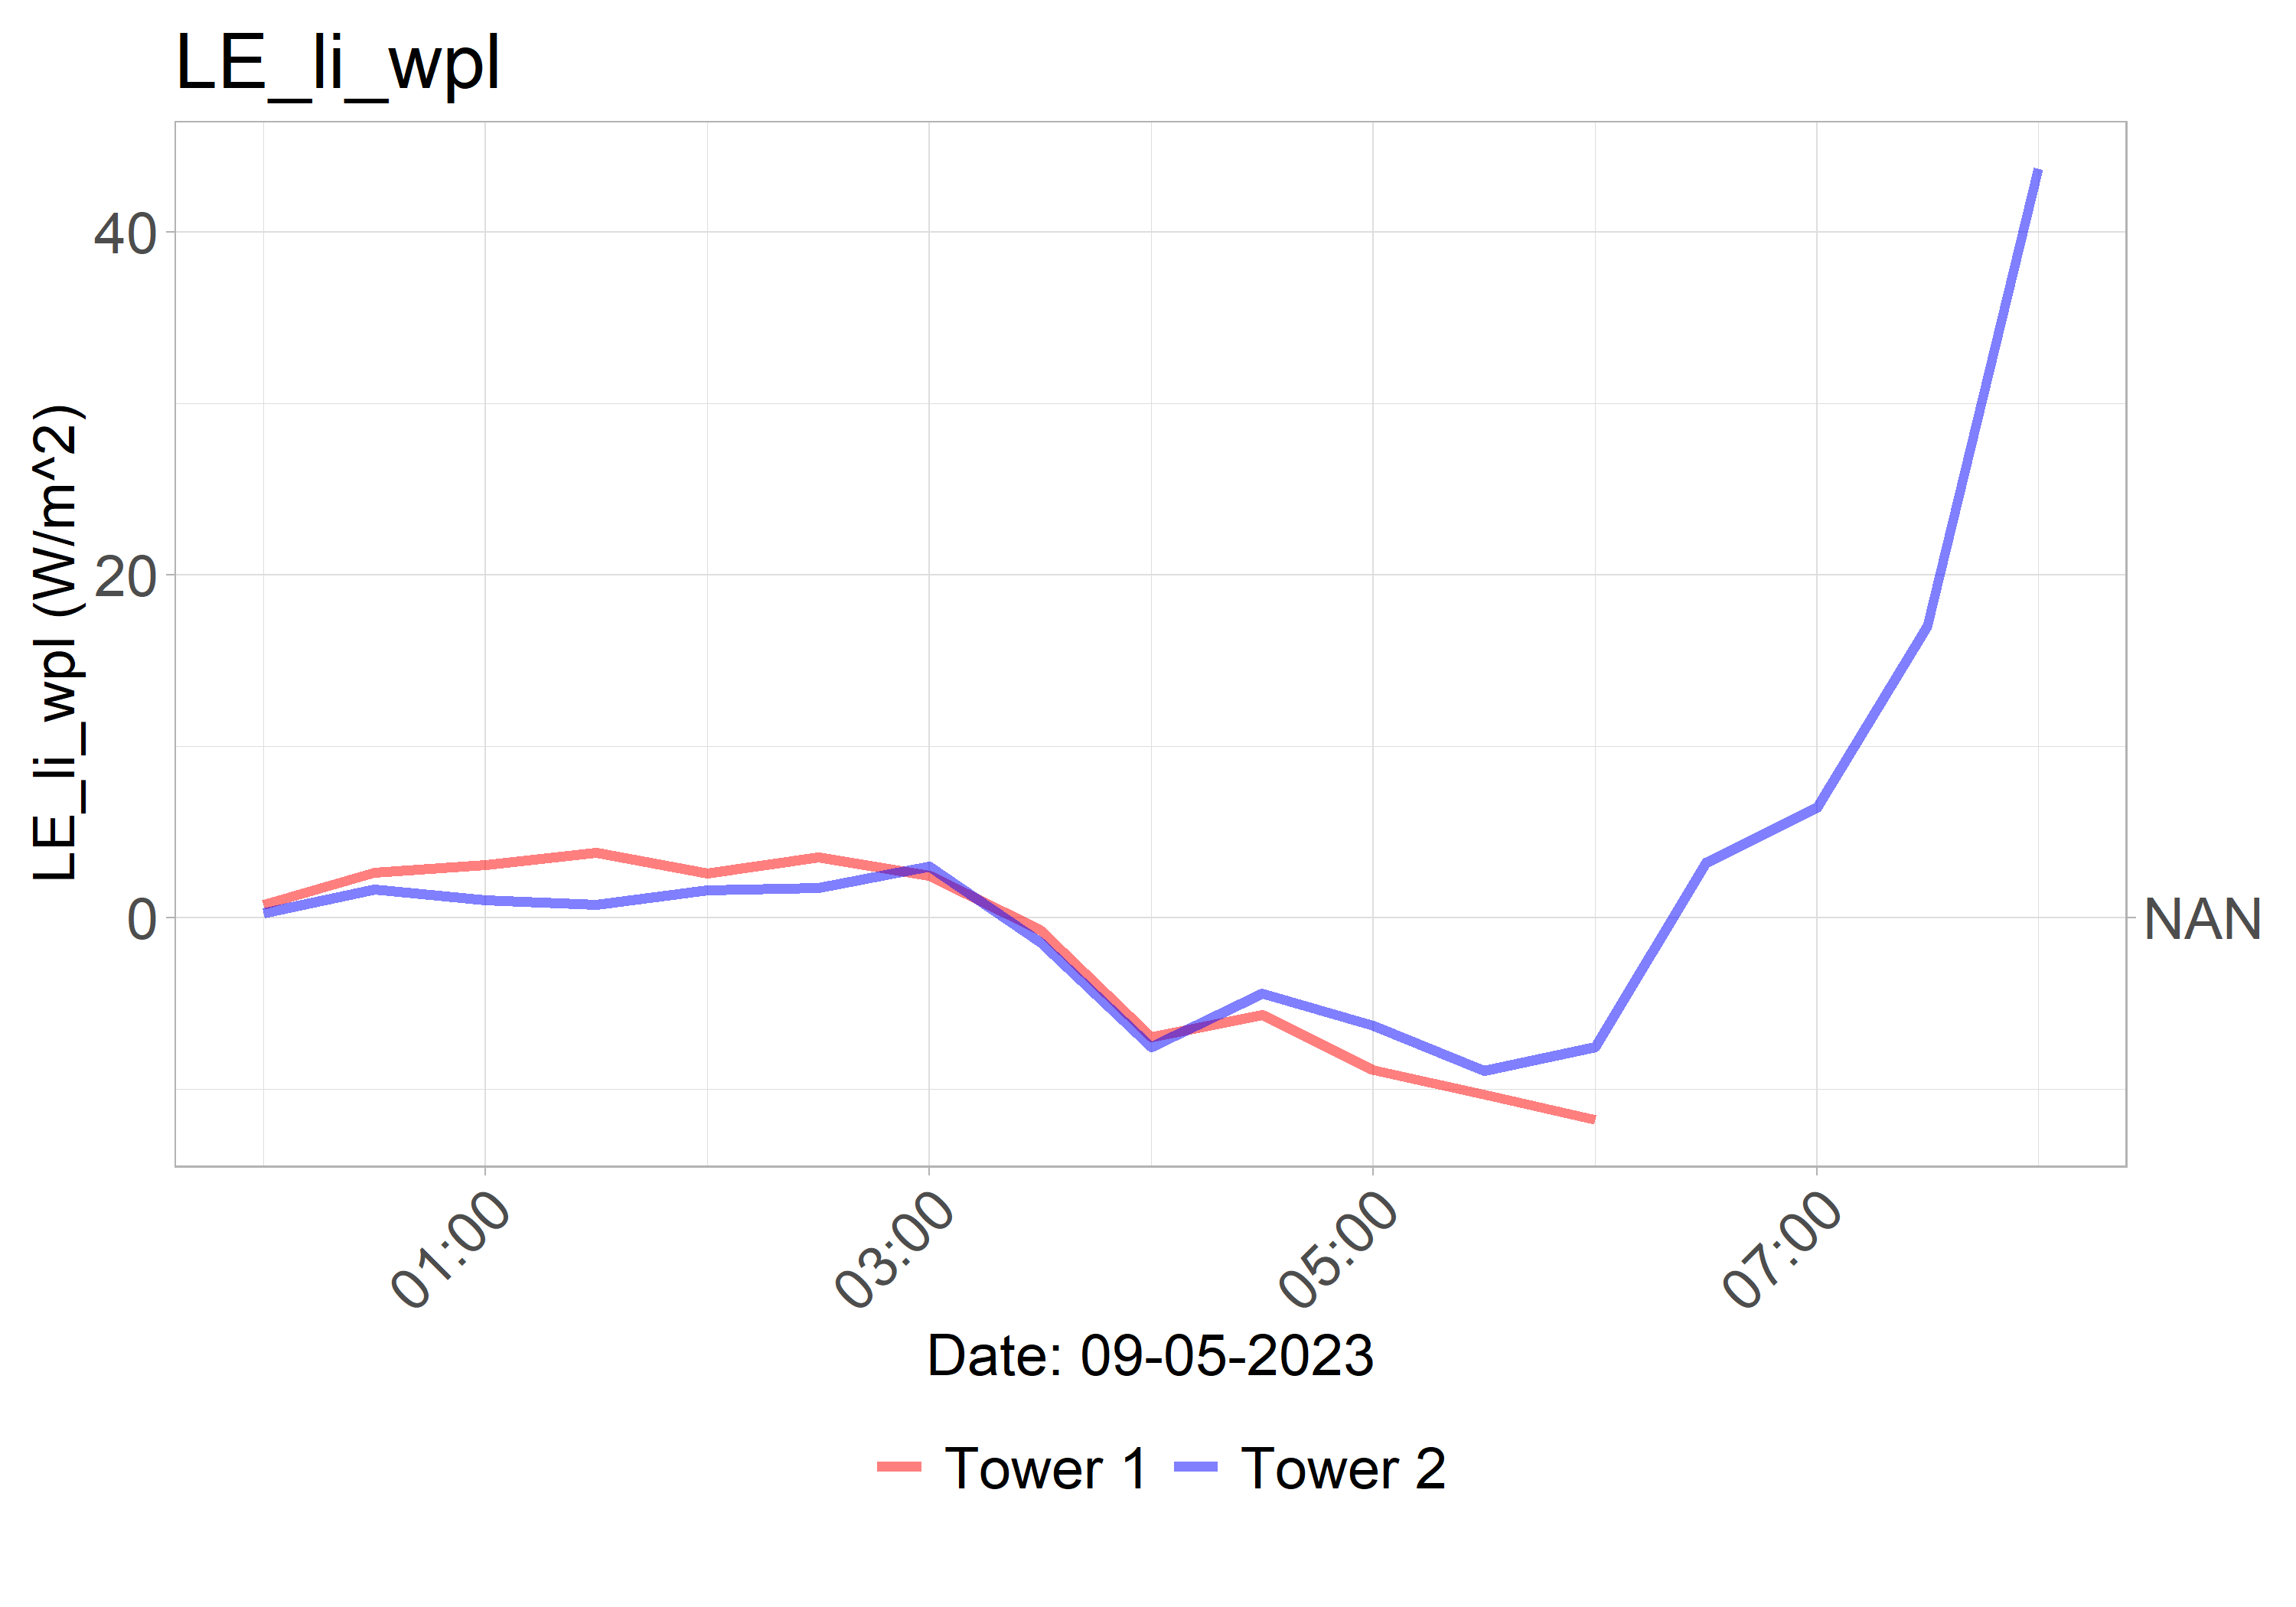 LE_li_wpl
LE_li_wpl (W/m^2)
40
20
0
NAN
01:00
03:00
05:00
07:00
Date: 09-05-2023
Tower 1
Tower 2